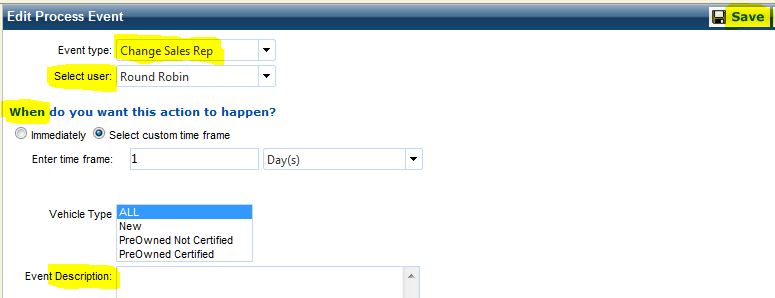 Edit Process Event
Save
Event type: Change Sales Rep
Select user: Round Robin
When do you want this action to happen?
Immediately Select custom time frame
Enter time frame: 1 Day(s)
Vehicle Type ALL
New
PreOwned Not Certified
PreOwned Certified
Event Description: